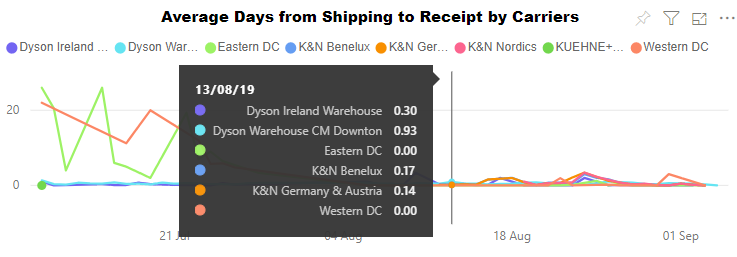 Average Days from Shipping to Receipt by Carriers
Dyson Ireland ... Dyson War... Eastern DC K&N Benelux K&N Ger... K&N Nordics KUEHNE+... Western DC
13/08/19
20
Dyson Ireland Warehouse 0.30
Dyson Warehouse CM Downton 0.93
Eastern DC 0.00
K&N Benelux 0.17
0
K&N Germany & Austria 0.14
Western DC 0.00
21 Jul 04 Aug 18 Aug 01 Sep